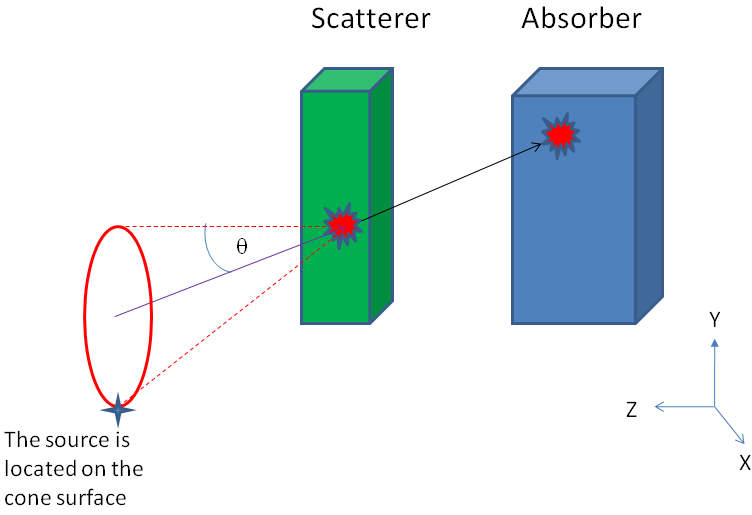 Scatterer
Absorber
θ
Y
Z
X
The source is
located on the
cone surface